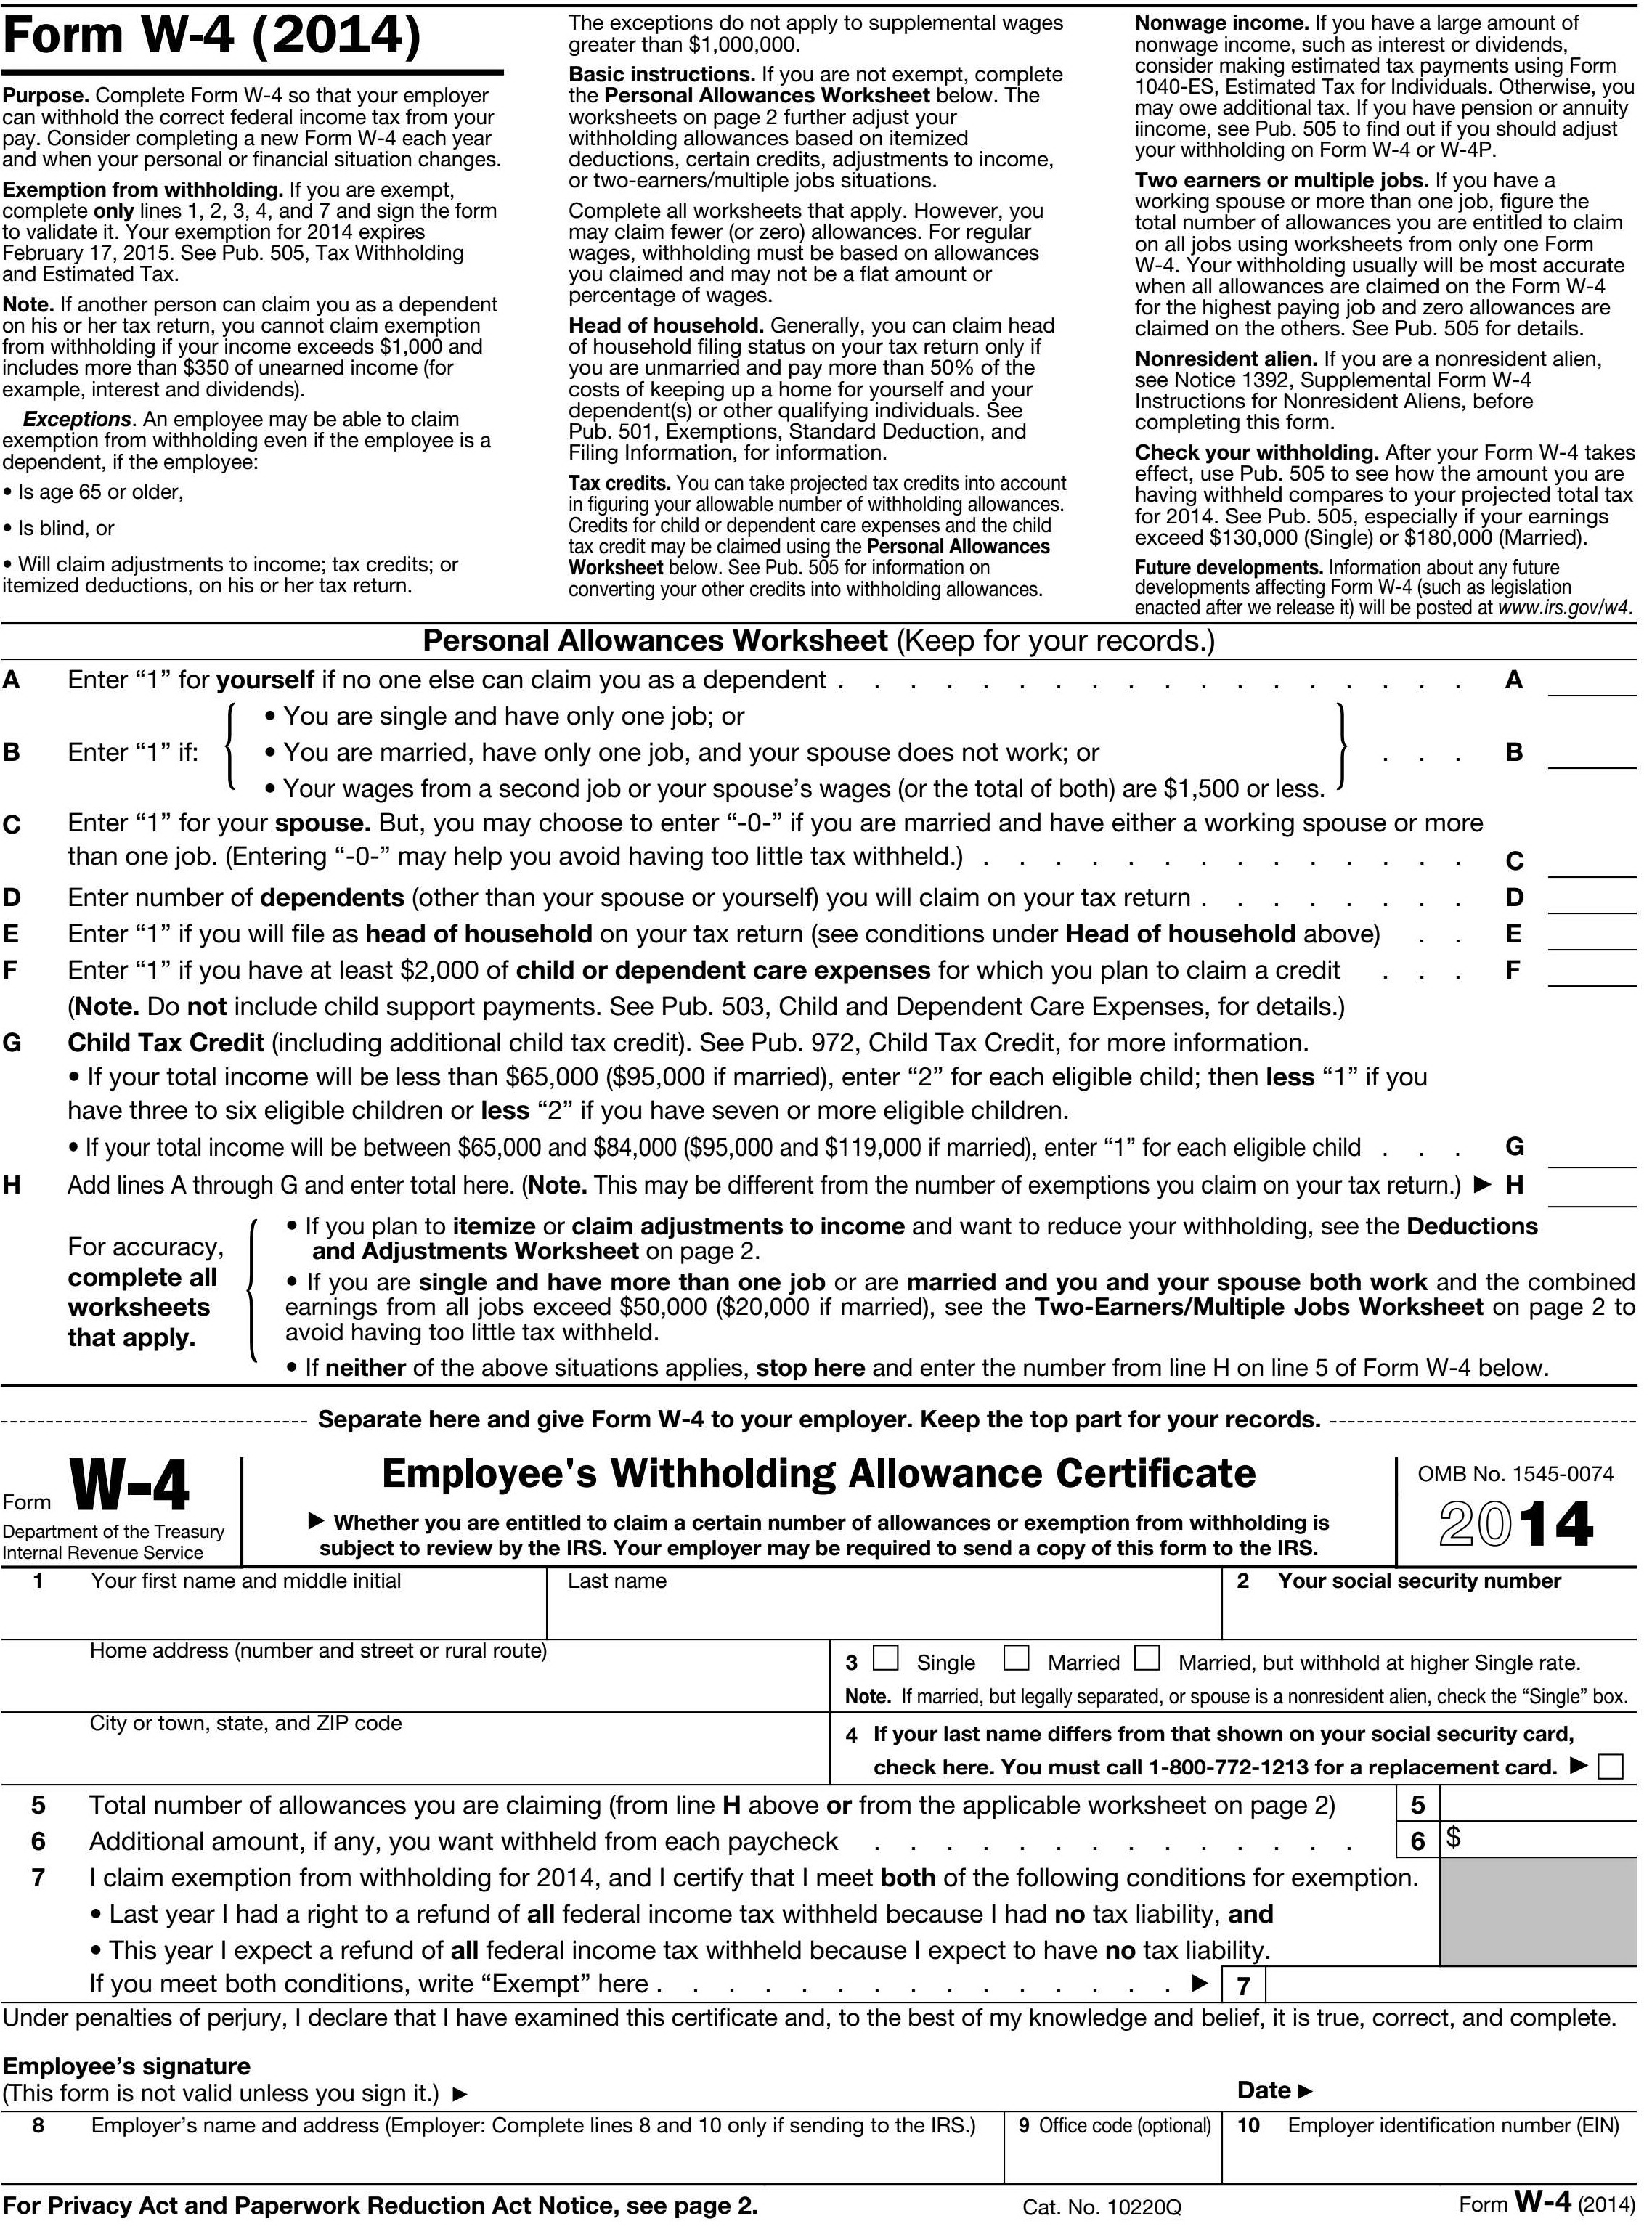 Form W-4 (2014)
Purpose. Complete Form W-4 so that your employer
can withhold the correct federal income tax from your
pay. Consider completing a new Form W-4 each year
and when your personal or financial situation changes.
Exemption from withholding. If you are exempt,
complete only lines 1, 2, 3, 4, and 7 and sign the form
to validate it. Your exemption for 2014 expires
February 17, 2015. See Pub. 505, Tax Withholding
and Estimated Tax.
Note. If another person can claim you as a dependent
on his or her tax return, you cannot claim exemption
from withholding if your income exceeds $1,000 and
includes more than $350 of unearned income (for
example, interest and dividends).
Exceptions. An employee may be able to claim
exemption from withholding even if the employee is a
dependent, if the employee:
• Is age 65 or older,
• Is blind, or
• Will claim adjustments to income; tax credits; or
itemized deductions, on his or her tax return.
The exceptions do not apply to supplemental wages
greater than $1,000,000.
Basic instructions. If you are not exempt, complete
the Personal Allowances Worksheet below. The
worksheets on page 2 further adjust your
withholding allowances based on itemized
deductions, certain credits, adjustments to income,
or two-earners/multiple jobs situations.
Complete all worksheets that apply. However, you
may claim fewer (or zero) allowances. For regular
wages, withholding must be based on allowances
you claimed and may not be a flat amount or
percentage of wages.
Head of household. Generally, you can claim head
of household filing status on your tax return only if
you are unmarried and pay more than 50% of the
costs of keeping up a home for yourself and your
dependent(s) or other qualifying individuals. See
Pub. 501, Exemptions, Standard Deduction, and
Filing Information, for information.
Tax credits. You can take projected tax credits into account
in figuring your allowable number of withholding allowances.
Credits for child or dependent care expenses and the child
tax credit may be claimed using the Personal Allowances
Worksheet below. See Pub. 505 for information on
converting your other credits into withholding allowances.
Nonwage income. If you have a large amount of
nonwage income, such as interest or dividends,
consider making estimated tax payments using Form
1040-ES, Estimated Tax for Individuals. Otherwise, you
may owe additional tax. If you have pension or annuity
iincome, see Pub. 505 to find out if you should adjust
your withholding on Form W-4 or W-4P.
Two earners or multiple jobs. If you have a
working spouse or more than one job, figure the
total number of allowances you are entitled to claim
on all jobs using worksheets from only one Form
W-4. Your withholding usually will be most accurate
when all allowances are claimed on the Form W-4
for the highest paying job and zero allowances are
claimed on the others. See Pub. 505 for details.
Nonresident alien. If you are a nonresident alien,
see Notice 1392, Supplemental Form W-4
Instructions for Nonresident Aliens, before
completing this form.
Check your withholding. After your Form W-4 takes
effect, use Pub. 505 to see how the amount you are
having withheld compares to your projected total tax
for 2014. See Pub. 505, especially if your earnings
exceed $130,000 (Single) or $180,000 (Married).
Future developments. Information about any future
developments affecting Form W-4 (such as legislation
enacted after we release it) will be posted at www.irs.gov/w4.
Personal Allowances Worksheet (Keep for your records.)
A Enter “1” for yourself if no one else can claim you as a dependent . . . . . . . . . . . . . . . . . . A
• You are single and have only one job; or
B Enter “1” if: { • You are married, have only one job, and your spouse does not work; or } . . . B
• Your wages from a second job or your spouse’s wages (or the total of both) are $1,500 or less.
C Enter “1” for your spouse. But, you may choose to enter “-0-” if you are married and have either a working spouse or more
than one job. (Entering “-0-” may help you avoid having too little tax withheld.) . . . . . . . . . . . . . . C
D Enter number of dependents (other than your spouse or yourself) you will claim on your tax return . . . . . . . . D
E Enter “1” if you will file as head of household on your tax return (see conditions under Head of household above) . . E
F Enter “1” if you have at least $2,000 of child or dependent care expenses for which you plan to claim a credit . . . F
(Note. Do not include child support payments. See Pub. 503, Child and Dependent Care Expenses, for details.)
G Child Tax Credit (including additional child tax credit). See Pub. 972, Child Tax Credit, for more information.
• If your total income will be less than $65,000 ($95,000 if married), enter “2” for each eligible child; then less “1” if you
have three to six eligible children or less “2” if you have seven or more eligible children.
• If your total income will be between $65,000 and $84,000 ($95,000 and $119,000 if married), enter “1” for each eligible child . . . G
H Add lines A through G and enter total here. (Note. This may be different from the number of exemptions you claim on your tax return.) ► H
For accuracy,
complete all
worksheets
that apply.
• If you plan to itemize or claim adjustments to income and want to reduce your withholding, see the Deductions
and Adjustments Worksheet on page 2.
• If you are single and have more than one job or are married and you and your spouse both work and the combined
earnings from all jobs exceed $50,000 ($20,000 if married), see the Two-Earners/Multiple Jobs Worksheet on page 2 to
avoid having too little tax withheld.
• If neither of the above situations applies, stop here and enter the number from line H on line 5 of Form W-4 below.
Separate here and give Form W-4 to your employer. Keep the top part for your records.
Form W-4
Department of the Treasury
Internal Revenue Service
Employee's Withholding Allowance Certificate
► Whether you are entitled to claim a certain number of allowances or exemption from withholding is
subject to review by the IRS. Your employer may be required to send a copy of this form to the IRS.
OMB No. 1545-0074
2014
1 Your first name and middle initial
Last name
2 Your social security number
Home address (number and street or rural route)
3 Single Married Married, but withhold at higher Single rate.
Note. If married, but legally separated, or spouse is a nonresident alien, check the “Single” box.
City or town, state, and ZIP code
4 If your last name differs from that shown on your social security card,
check here. You must call 1-800-772-1213 for a replacement card. ►
5 Total number of allowances you are claiming (from line H above or from the applicable worksheet on page 2) 5
6 Additional amount, if any, you want withheld from each paycheck . . . . . . . . . . . . . . 6 $
7 I claim exemption from withholding for 2014, and I certify that I meet both of the following conditions for exemption.
• Last year I had a right to a refund of all federal income tax withheld because I had no tax liability, and
• This year I expect a refund of all federal income tax withheld because I expect to have no tax liability.
If you meet both conditions, write “Exempt” here . . . . . . . . . . . . . . . ► 7
Under penalties of perjury, I declare that I have examined this certificate and, to the best of my knowledge and belief, it is true, correct, and complete.
Employee’s signature
(This form is not valid unless you sign it.) ►
Date ►
8 Employer’s name and address (Employer: Complete lines 8 and 10 only if sending to the IRS.)
9 Office code (optional)
10 Employer identification number (EIN)
For Privacy Act and Paperwork Reduction Act Notice, see page 2.
Cat. No. 10220Q
Form W-4 (2014)